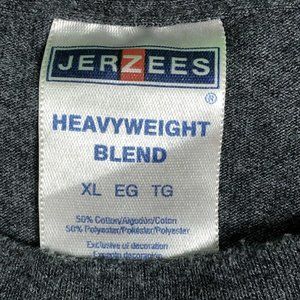 JERZEES
®
HEAVYWEIGHT
BLEND
XL EG TG
50% Cotton/Algodón/Coton
50% Polyester/Poliéster/Polyester
Exclusive of decoration